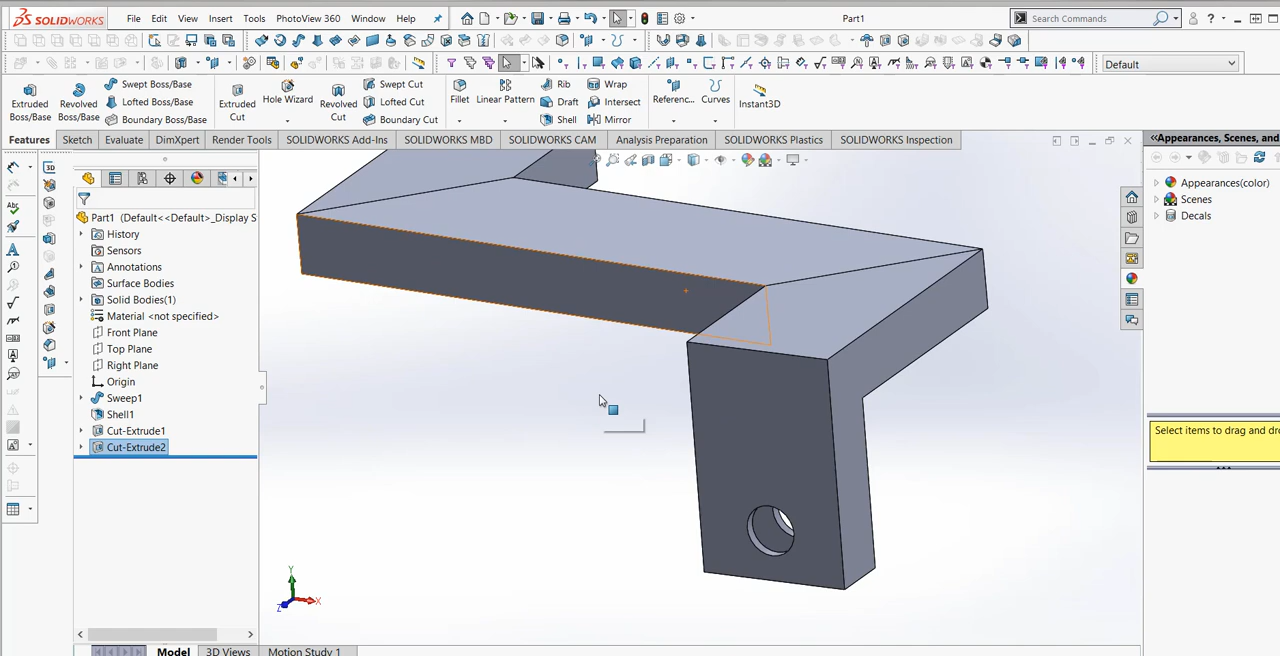 SOLIDWORKS File Edit View Insert Tools PhotoView 360 Window Help Part1 Search Commands ?
Default
Extruded Boss/Base
Revolved Boss/Base
Swept Boss/Base
Lofted Boss/Base
Boundary Boss/Base
Extruded Cut
Hole Wizard
Revolved Cut
Swept Cut
Lofted Cut
Boundary Cut
Fillet
Linear Pattern
Rib
Draft
Shell
Wrap
Intersect
Mirror
Referenc...
Curves
Instant3D
Features Sketch Evaluate DimXpert Render Tools SOLIDWORKS Add-Ins SOLIDWORKS MBD SOLIDWORKS CAM Analysis Preparation SOLIDWORKS Plastics SOLIDWORKS Inspection
Part1 (Default<<Default>_Display S
History
Sensors
Annotations
Surface Bodies
Solid Bodies(1)
Material <not specified>
Front Plane
Top Plane
Right Plane
Origin
Sweep1
Shell1
Cut-Extrude1
Cut-Extrude2
Y
X
Z
Model 3D Views Motion Study 1
<<Appearances, Scenes, and
Appearances(color)
Scenes
Decals
Select items to drag and dro